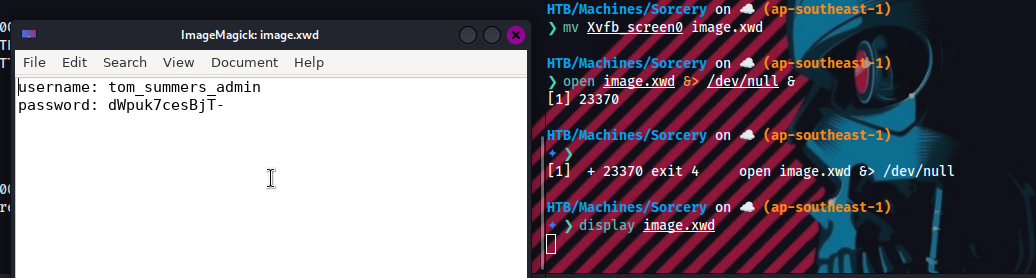 ImageMagick: image.xwd
File Edit Search View Document Help
username: tom_summers_admin
password: dWpuk7cesBjT-
HTB/Machines/Sorcery on ☁️ (ap-southeast-1)
❯ mv Xvfb_screen0 image.xwd
HTB/Machines/Sorcery on ☁️ (ap-southeast-1)
❯ open image.xwd &> /dev/null &
[1] 23370
HTB/Machines/Sorcery on ☁️ (ap-southeast-1)
✦ ❯
[1] + 23370 exit 4 open image.xwd &> /dev/null
HTB/Machines/Sorcery on ☁️ (ap-southeast-1)
✦ ❯ display image.xwd